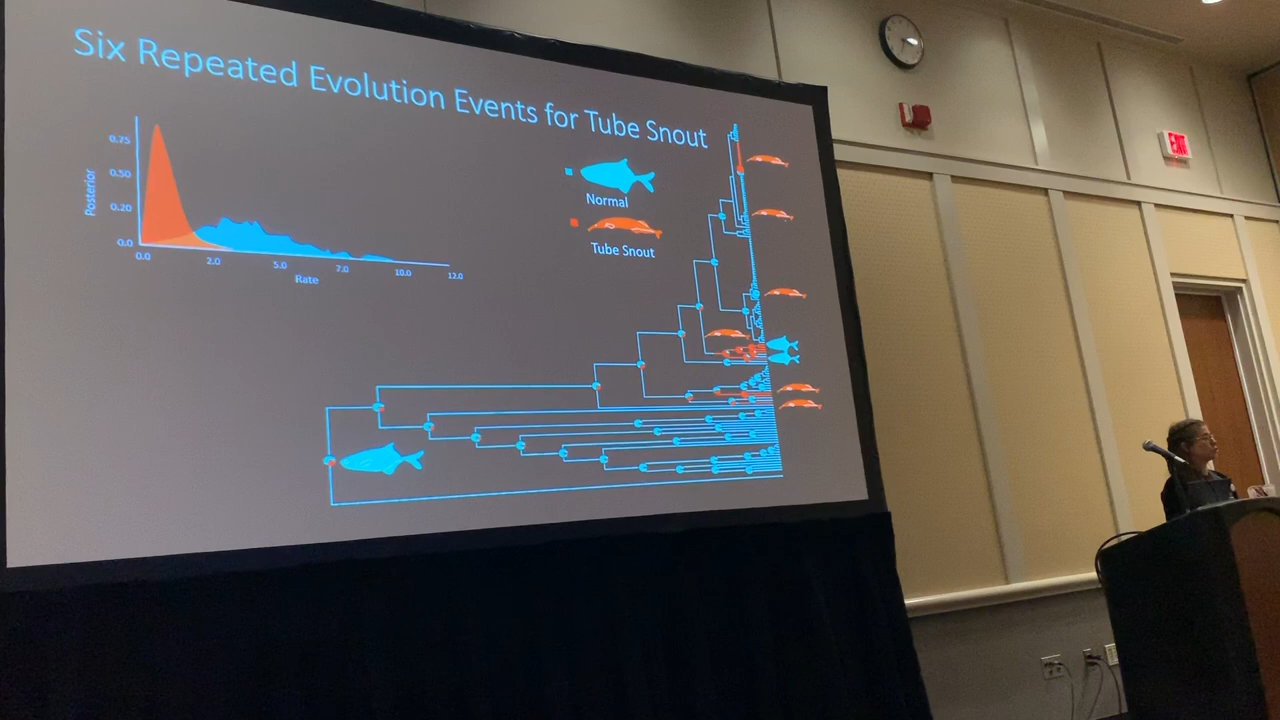 Six Repeated Evolution Events for Tube Snout
Posterior
0.75
0.50
0.20
0.0
0.0
2.0
5.0
7.0
10.0
12.0
Rate
Normal
Tube Snout
EXIT